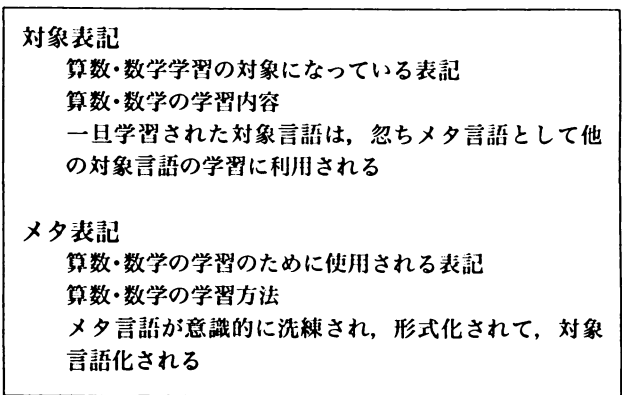 対象表記
算数・数学学習の対象になっている表記
算数・数学の学習内容
一旦学習された対象言語は，忽ちメタ言語として他
の対象言語の学習に利用される
メタ表記
算数・数学の学習のために使用される表記
算数・数学の学習方法
メタ言語が意識的に洗練され，形式化されて，対象
言語化される